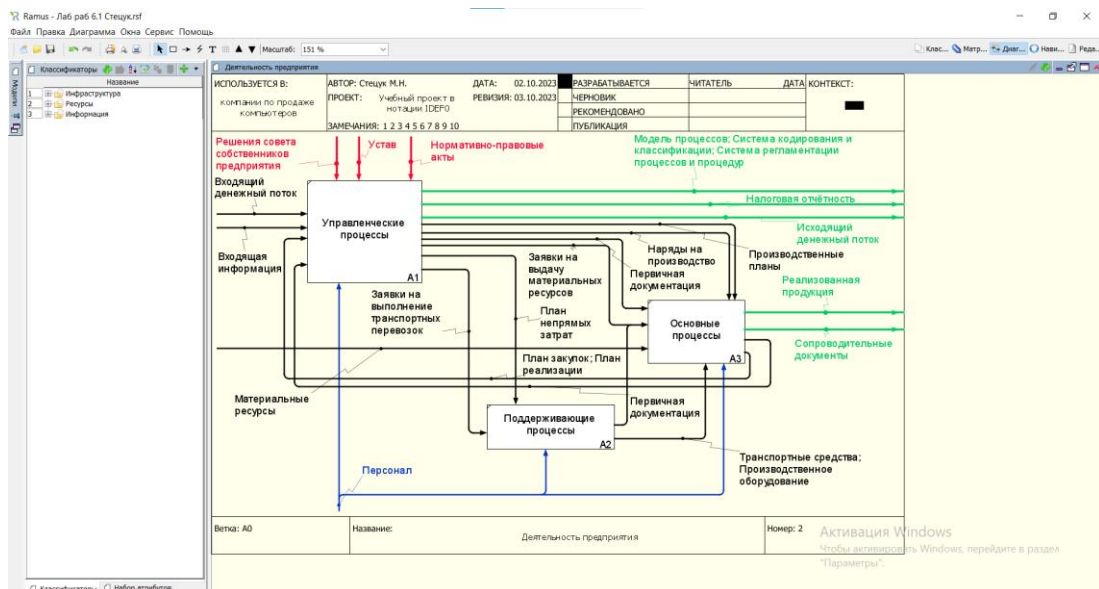 Ramus - Лаб раб 6.1 Стецук.rsf
Файл Правка Диаграмма Окна Сервис Помощь
Масштаб: 151 %
Клас... Матр... Диаг... Нави... Реда...
Модели
Классификаторы
Название
1 Инфраструктура
2 Ресурсы
3 Информация
Деятельность предприятия
ИСПОЛЬЗУЕТСЯ В:
компании по продаже
компьютеров
АВТОР: Стецук М.Н.
ДАТА: 02.10.2023
ПРОЕКТ: Учебный проект в
нотации IDEF0
РЕВИЗИЯ: 03.10.2023
ЗАМЕЧАНИЯ: 1 2 3 4 5 6 7 8 9 10
РАЗРАБАТЫВАЕТСЯ
ЧЕРНОВИК
РЕКОМЕНДОВАНО
ПУБЛИКАЦИЯ
ЧИТАТЕЛЬ
ДАТА
КОНТЕКСТ:
Решения совета
собственников
предприятия
Устав
Нормативно-правовые
акты
Модель процессов; Система кодирования и
классификации; Система регламентации
процессов и процедур
Входящий
денежный поток
Налоговая отчётность
Управленческие
процессы
A1
Исходящий
денежный поток
Входящая
информация
Заявки на
выдачу
материальных
ресурсов
Наряды на
производство
Первичная
документация
Производственные
планы
Реализованная
продукция
Заявки на
выполнение
транспортных
перевозок
План
непрямых
затрат
Основные
процессы
A3
Сопроводительные
документы
План закупок; План
реализации
Материальные
ресурсы
Первичная
документация
Поддерживающие
процессы
A2
Транспортные средства;
Производственное
оборудование
Персонал
Ветка: A0
Название:
Деятельность предприятия
Номер: 2
Активация Windows
Чтобы активировать Windows, перейдите в раздел
"Параметры".
Классификаторы Набор атрибутов